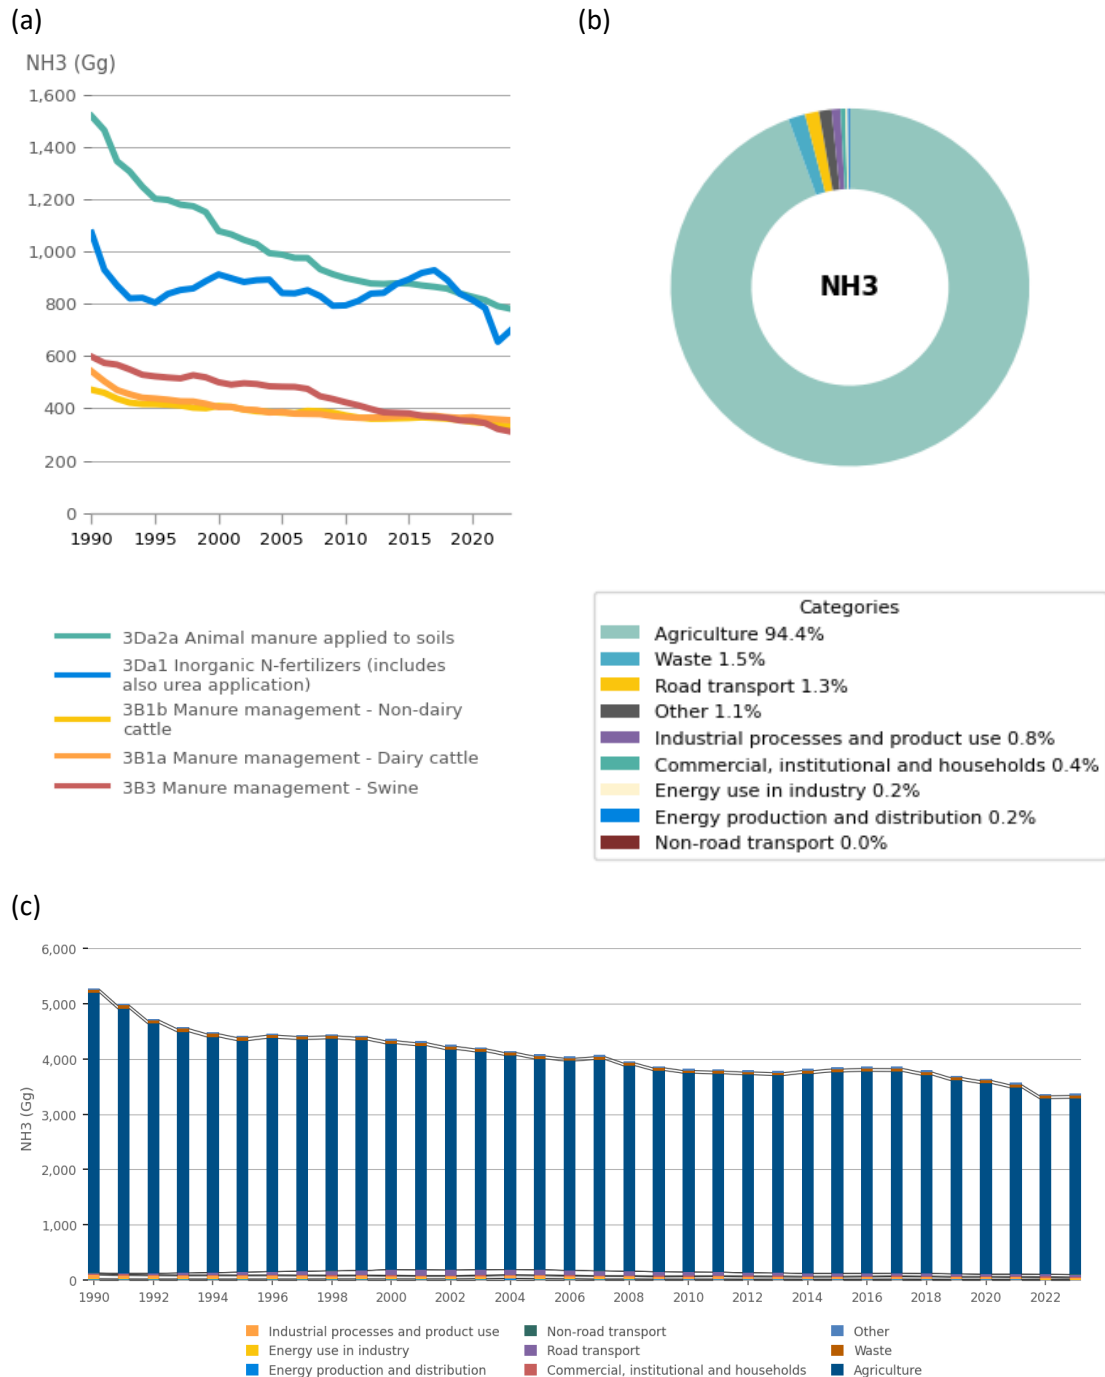 (a)
NH3 (Gg)
1,600
1,400
1,200
1,000
800
600
400
200
0
1990 1995 2000 2005 2010 2015 2020
3Da2a Animal manure applied to soils
3Da1 Inorganic N-fertilizers (includes
also urea application)
3B1b Manure management - Non-dairy
cattle
3B1a Manure management - Dairy cattle
3B3 Manure management - Swine
(b)
NH3
Categories
Agriculture 94.4%
Waste 1.5%
Road transport 1.3%
Other 1.1%
Industrial processes and product use 0.8%
Commercial, institutional and households 0.4%
Energy use in industry 0.2%
Energy production and distribution 0.2%
Non-road transport 0.0%
(c)
NH3 (Gg)
6,000
5,000
4,000
3,000
2,000
1,000
0
1990 1992 1994 1996 1998 2000 2002 2004 2006 2008 2010 2012 2014 2016 2018 2020 2022
Industrial processes and product use
Energy use in industry
Energy production and distribution
Non-road transport
Road transport
Commercial, institutional and households
Other
Waste
Agriculture